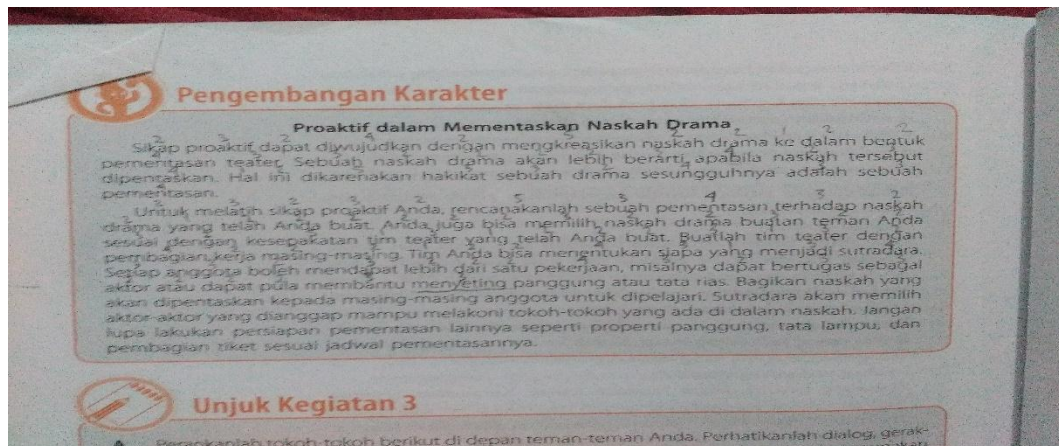 Pengembangan Karakter
Proaktif dalam Mementaskan Naskah Drama
Sikap proaktif dapat diwujudkan dengan mengkreasikan naskah drama ke dalam bentuk
pementasan teater. Sebuah naskah drama akan lebih berarti apabila naskah tersebut
dipentaskan. Hal ini dikarenakan hakikat sebuah drama sesungguhnya adalah sebuah
pementasan.
Untuk melatih sikap proaktif Anda, rencanakanlah sebuah pementasan terhadap naskah
drama yang telah Anda buat. Anda juga bisa memilih naskah drama buatan teman Anda
sesuai dengan kesepakatan tim teater yang telah Anda buat. Buatlah tim teater dengan
pembagian kerja masing-masing. Tim Anda bisa menentukan siapa yang menjadi sutradara.
Setiap anggota boleh mendapat lebih dari satu pekerjaan, misalnya dapat bertugas sebagai
aktor atau dapat pula membantu menyeting panggung atau tata rias. Bagikan naskah yang
akan dipentaskan kepada masing-masing anggota untuk dipelajari. Sutradara akan memilih
aktor-aktor yang dianggap mampu melakoni tokoh-tokoh yang ada di dalam naskah. Jangan
lupa lakukan persiapan pementasan lainnya seperti properti panggung, tata lampu, dan
pembagian tiket sesuai jadwal pementasannya.
Unjuk Kegiatan 3
A. Perankanlah tokoh-tokoh berikut di depan teman-teman Anda. Perhatikanlah dialog, gerak-